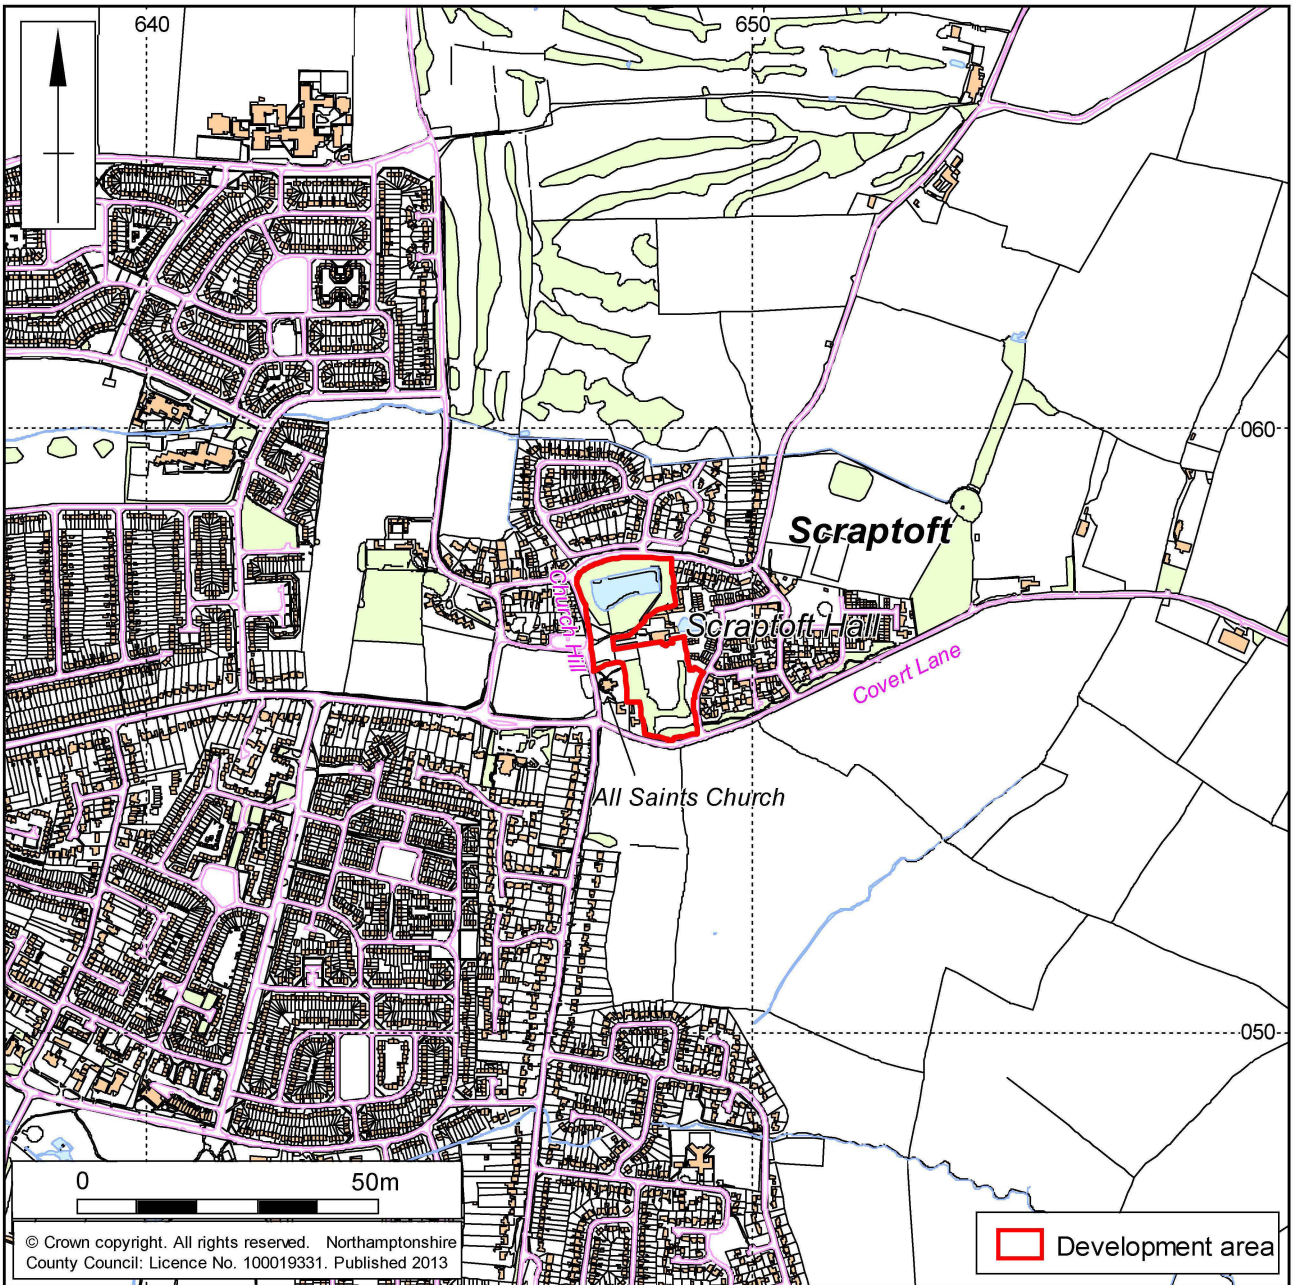 640
650
060
Scraptoft
Church Hill
Scraptoft Hall
Covert Lane
All Saints Church
050
0 50m
© Crown copyright. All rights reserved. Northamptonshire
County Council: Licence No. 100019331. Published 2013
Development area